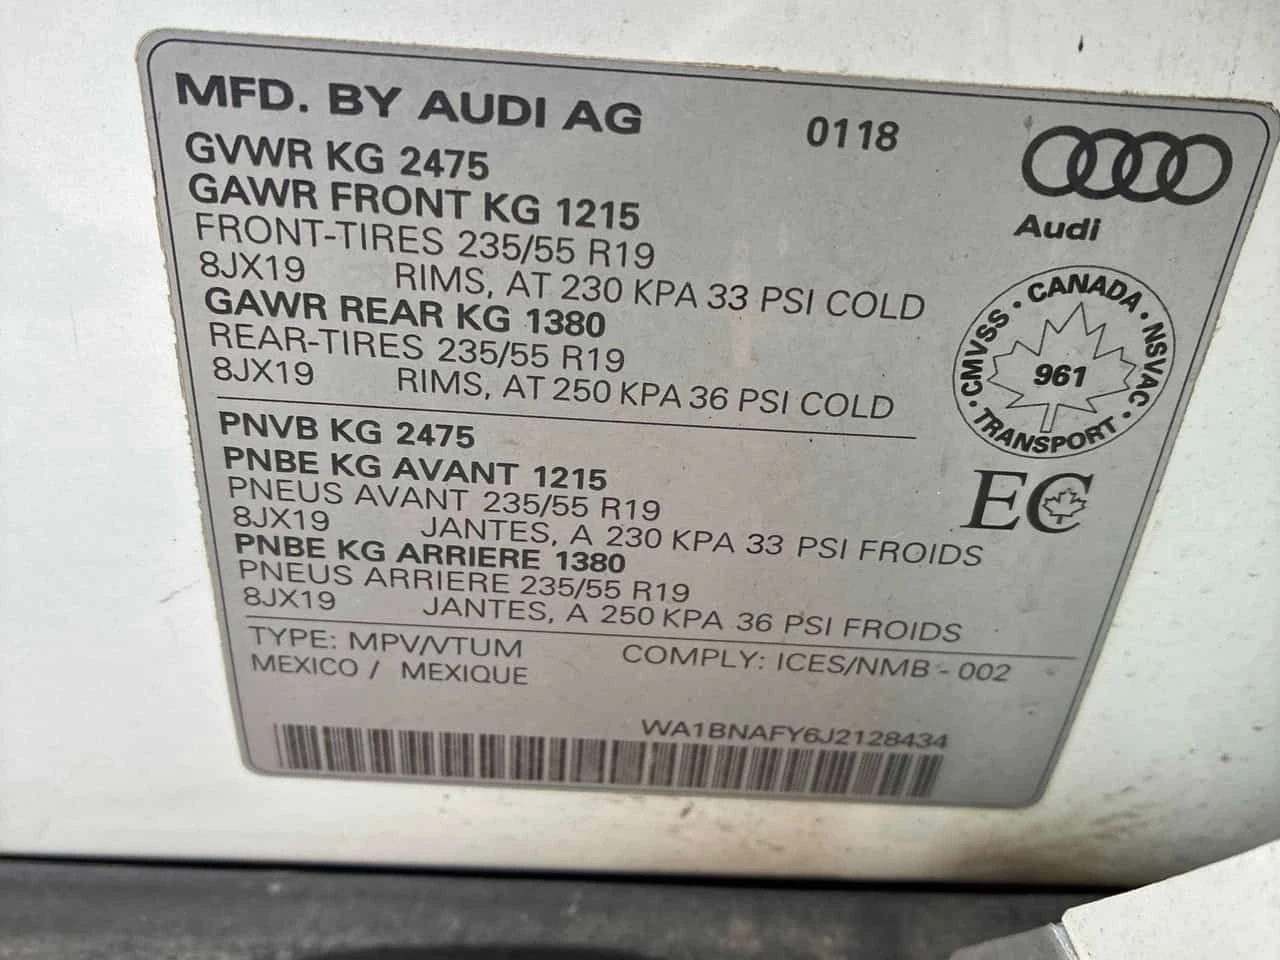 MFD. BY AUDI AG 0118
GVWR KG 2475
GAWR FRONT KG 1215
FRONT-TIRES 235/55 R19
8JX19 RIMS, AT 230 KPA 33 PSI COLD
GAWR REAR KG 1380
REAR-TIRES 235/55 R19
8JX19 RIMS, AT 250 KPA 36 PSI COLD
Audi
CMVSS · CANADA · NSVAC · TRANSPORT ·
961
EC
PNVB KG 2475
PNBE KG AVANT 1215
PNEUS AVANT 235/55 R19
8JX19 JANTES, A 230 KPA 33 PSI FROIDS
PNBE KG ARRIERE 1380
PNEUS ARRIERE 235/55 R19
8JX19 JANTES, A 250 KPA 36 PSI FROIDS
TYPE: MPV/VTUM COMPLY: ICES/NMB - 002
MEXICO / MEXIQUE
WA1BNAFY6J2128434